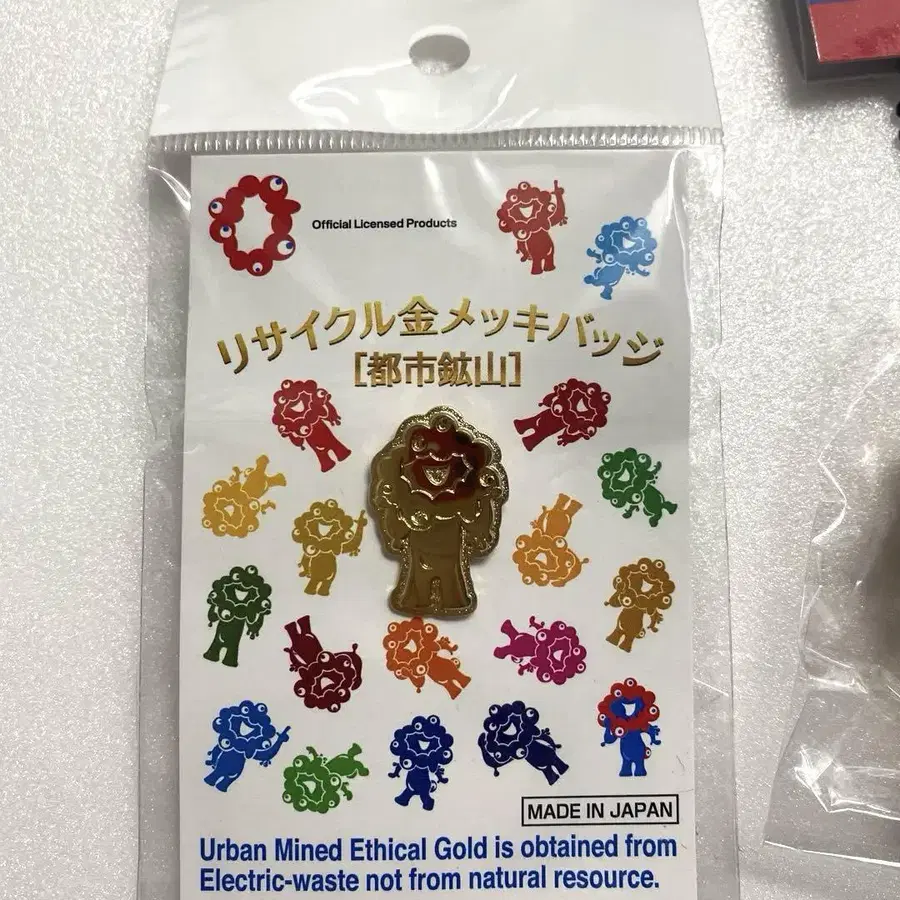 Official Licensed Products
リサイクル金メッキバッジ
[都市鉱山]
MADE IN JAPAN
Urban Mined Ethical Gold is obtained from
Electric-waste not from natural resource.